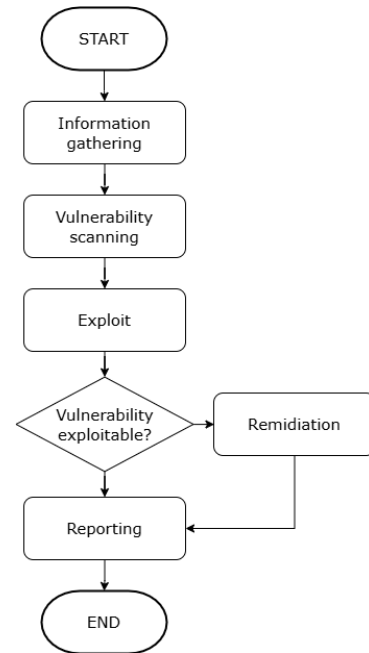 START
Information
gathering
Vulnerability
scanning
Exploit
Vulnerability
exploitable?
Remidiation
Reporting
END